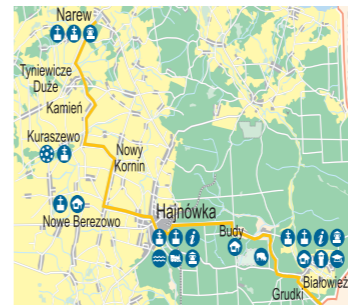 Narew
Tyniewicze
Duże
Kamień
Kuraszewo
Nowy
Kornin
Nowe Berezowo
Hajnówka
Budy
Białowież
Grudki